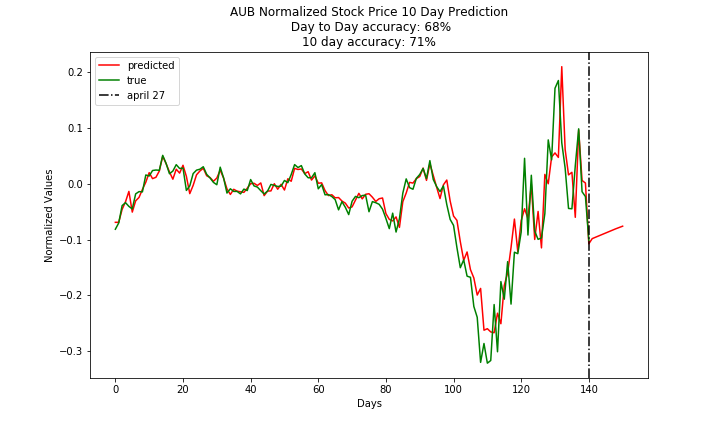 AUB Normalized Stock Price 10 Day Prediction
Day to Day accuracy: 68%
10 day accuracy: 71%
predicted
true
april 27
Normalized Values
0.2
0.1
0.0
−0.1
−0.2
−0.3
0 20 40 60 80 100 120 140 160
Days